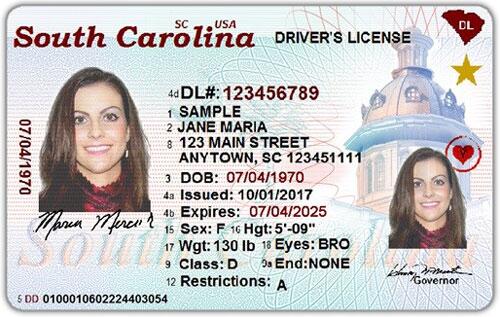 SC USA
South Carolina DRIVER'S LICENSE
DL
4d DL#: 123456789
1 SAMPLE
2 JANE MARIA
8 123 MAIN STREET
ANYTOWN, SC 123451111
3 DOB: 07/04/1970
4a Issued: 10/01/2017
4b Expires: 07/04/2025
15 Sex: F 16 Hgt: 5'-09"
17 Wgt: 130 lb 18 Eyes: BRO
9 Class: D 9a End:NONE
12 Restrictions: A
07/04/1970
Governor
South Carolina
5 DD 0100010602224403054